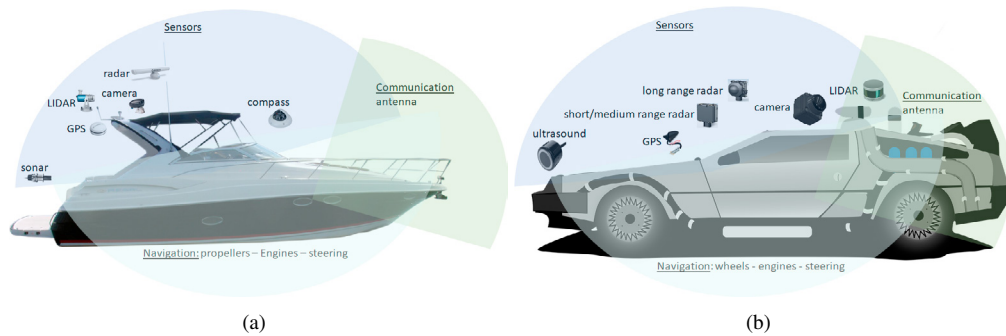 Sensors
radar
camera
LIDAR
GPS
compass
sonar
Communication
antenna
Navigation: propellers – Engines – steering
(a)
Sensors
long range radar
LIDAR
camera
short/medium range radar
GPS
ultrasound
Communication
antenna
Navigation: wheels - engines - steering
(b)